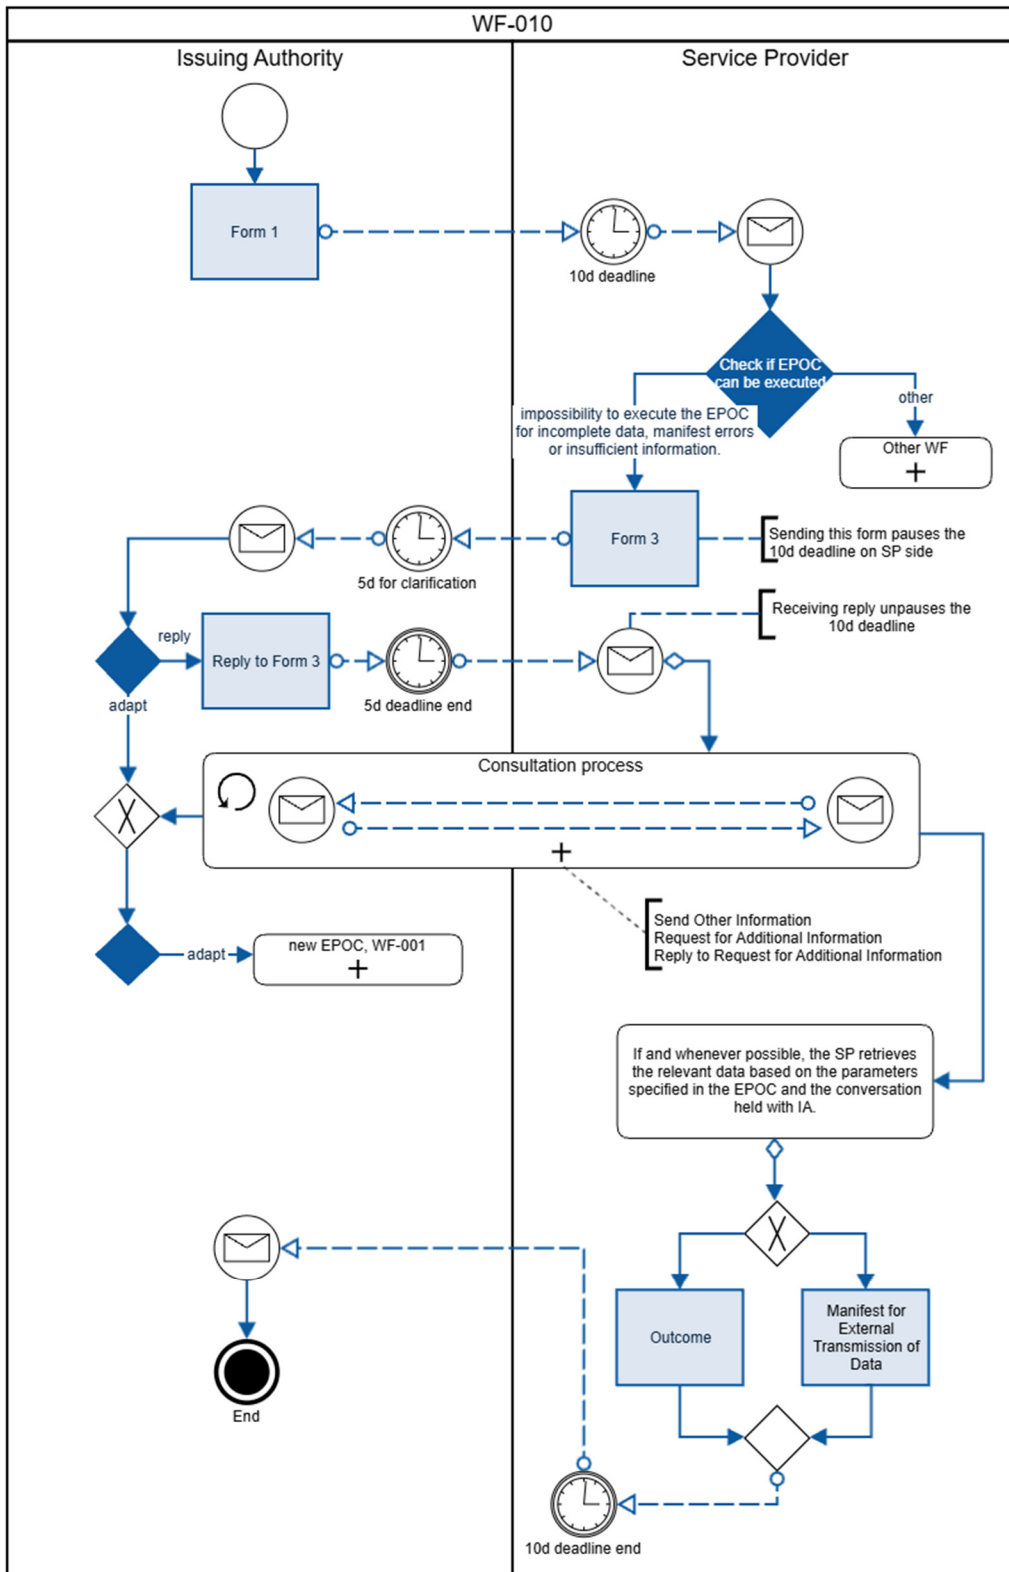 WF-010
Issuing Authority
Service Provider
Form 1
10d deadline
Check if EPOC
can be executed
other
impossibility to execute the EPOC
for incomplete data, manifest errors
or insufficient information.
Other WF
Form 3
Sending this form pauses the
10d deadline on SP side
5d for clarification
Receiving reply unpauses the
10d deadline
reply
Reply to Form 3
adapt
5d deadline end
Consultation process
X
Send Other Information
Request for Additional Information
Reply to Request for Additional Information
adapt
new EPOC, WF-001
If and whenever possible, the SP retrieves
the relevant data based on the parameters
specified in the EPOC and the conversation
held with IA.
X
Outcome
Manifest for
External
Transmission of
Data
End
10d deadline end